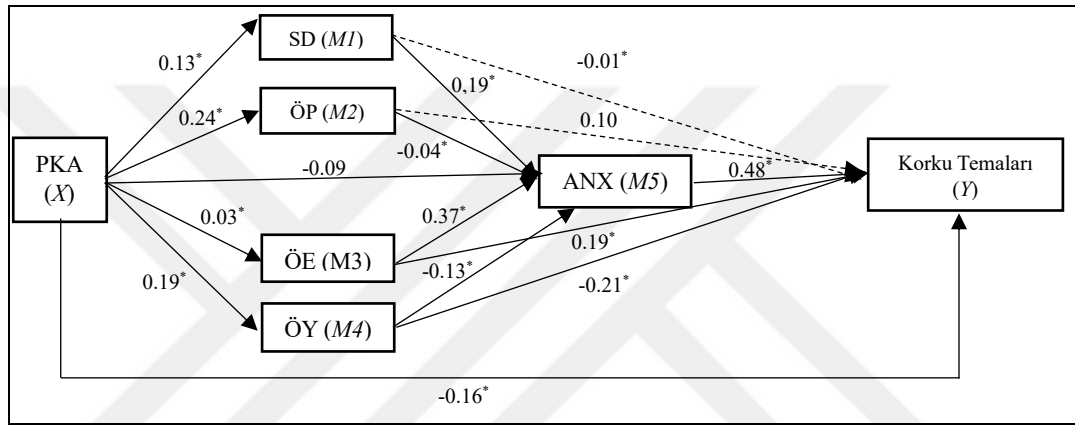 SD (M1)
0.13*
-0.01*
0,19*
ÖP (M2)
0.24*
0.10
-0.04*
PKA
(X)
-0.09
ANX (M5)
0.48*
Korku Temaları
(Y)
0.03*
0.37*
ÖE (M3)
0.19*
-0.13*
0.19*
-0.21*
ÖY (M4)
-0.16*